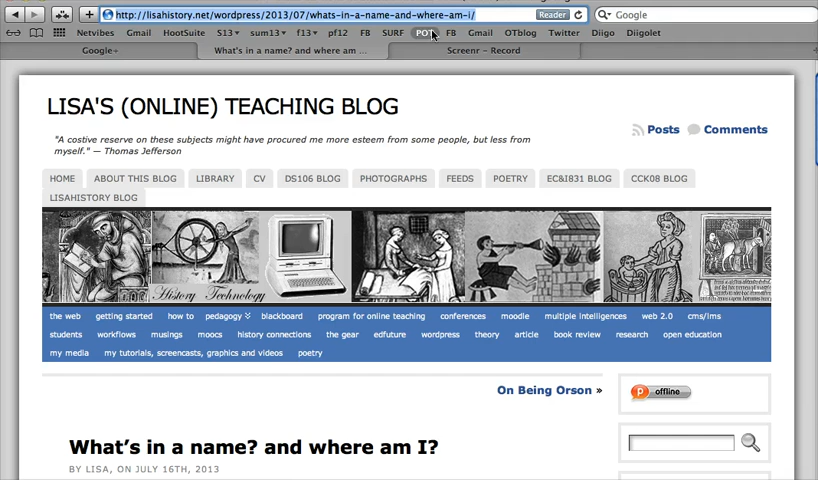 http://lisahistory.net/wordpress/2013/07/whats-in-a-name-and-where-am-i/ Reader Google
Netvibes Gmail HootSuite S13 sum13 f13 pf12 FB SURF POT FB Gmail OTblog Twitter Diigo Diigolet
Google+ What's in a name? and where am ... Screenr - Record
LISA'S (ONLINE) TEACHING BLOG
"A costive reserve on these subjects might have procured me more esteem from some people, but less from
myself." — Thomas Jefferson
Posts Comments
HOME ABOUT THIS BLOG LIBRARY CV DS106 BLOG PHOTOGRAPHS FEEDS POETRY EC&I831 BLOG CCK08 BLOG
LISAHISTORY BLOG
History Technology
the web getting started how to pedagogy blackboard program for online teaching conferences moodle multiple intelligences web 2.0 cms/lms
students workflows musings moocs history connections the gear edfuture wordpress theory article book review research open education
my media my tutorials, screencasts, graphics and videos poetry
On Being Orson »
offline
What's in a name? and where am I?
BY LISA, ON JULY 16TH, 2013